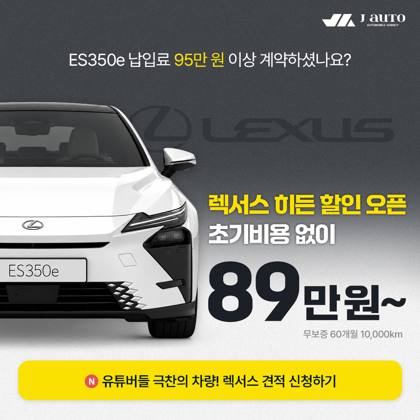 J AUTO
AUTOMOBILE AGENCY
ES350e 납입료 95만 원 이상 계약하셨나요?
LEXUS
렉서스 히든 할인 오픈
초기비용 없이
89만원~
ES350e
무보증 60개월 10,000km
N 유튜버들 극찬의 차량! 렉서스 견적 신청하기